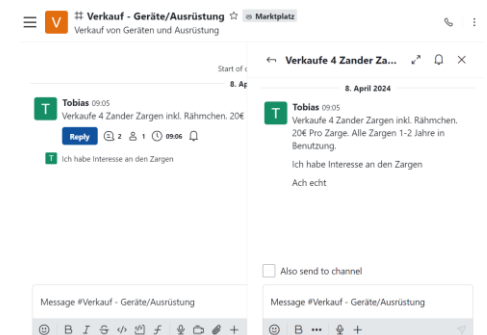 V
# Verkauf - Geräte/Ausrüstung
Marktplatz
Verkauf von Geräten und Ausrüstung
Start of
8. Ap
T
Tobias 09:05
Verkaufe 4 Zander Zargen inkl. Rähmchen. 20€
Reply 2 1 09:06
T Ich habe Interesse an den Zargen
Message #Verkauf - Geräte/Ausrüstung
B I S
Verkaufe 4 Zander Za...
8. April 2024
T
Tobias 09:05
Verkaufe 4 Zander Zargen inkl. Rähmchen.
20€ Pro Zarge. Alle Zargen 1-2 Jahre in
Benutzung.
Ich habe Interesse an den Zargen
Ach echt
Also send to channel
Message #Verkauf - Geräte/Ausrüstung
B